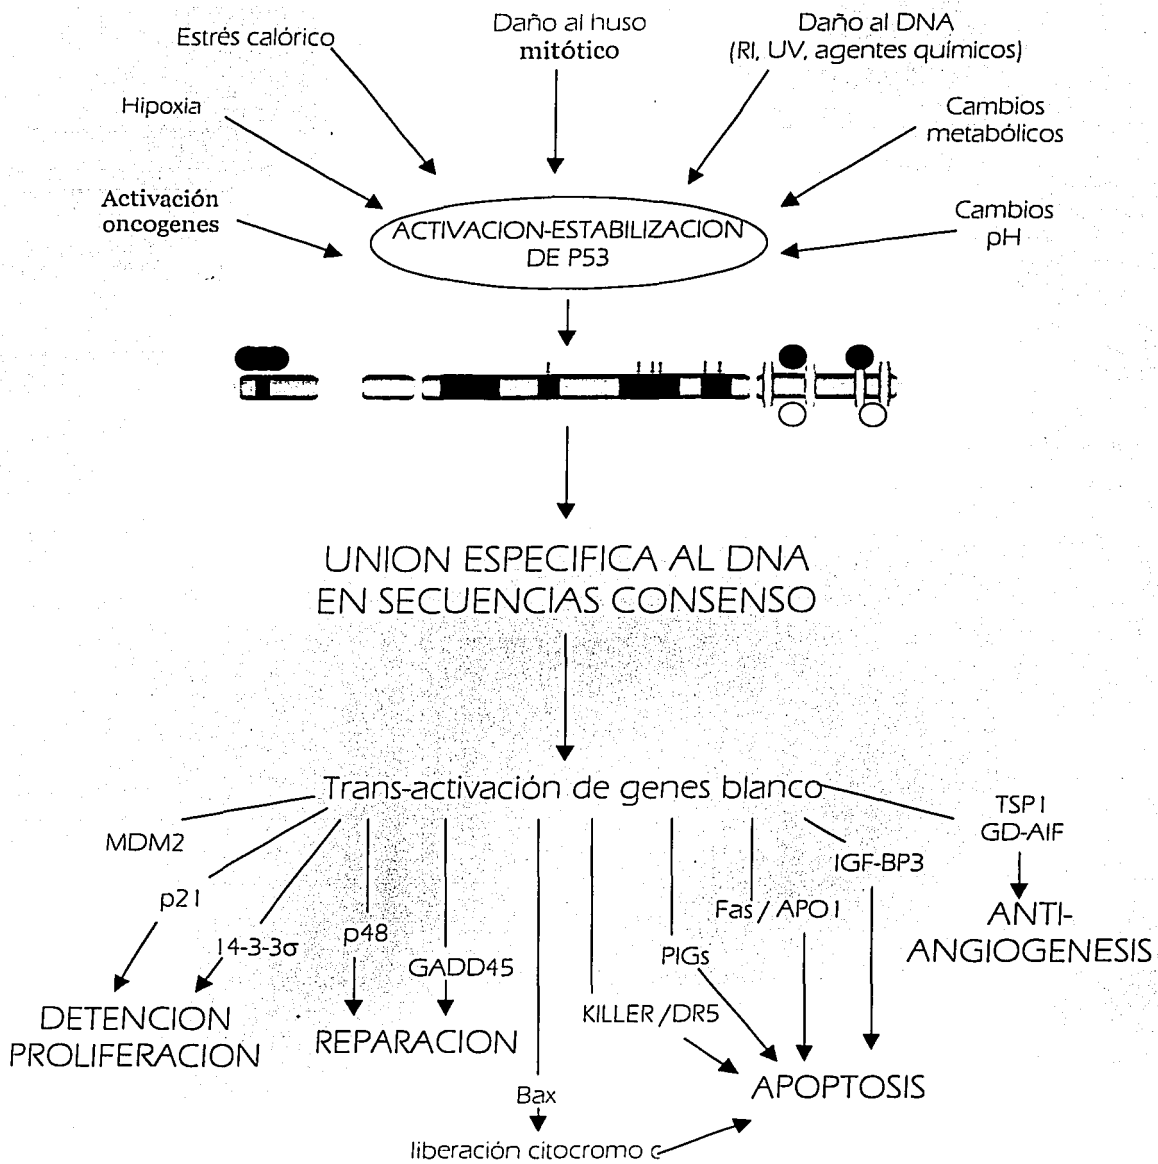 Estrés calórico
Daño al huso
mitótico
Daño al DNA
(RI, UV, agentes químicos)
Hipoxia
Cambios
metabólicos
Activación
oncogenes
Cambios
pH
ACTIVACION-ESTABILIZACION
DE P53
UNION ESPECIFICA AL DNA
EN SECUENCIAS CONSENSO
Trans-activación de genes blanco
MDM2
p21
14-3-3σ
p48
GADD45
Bax
liberación citocromo c
KILLER/DR5
PIGs
Fas / APO1
IGF-BP3
TSP1
GD-AIF
ANTI-
ANGIOGENESIS
DETENCION
PROLIFERACION
REPARACION
APOPTOSIS